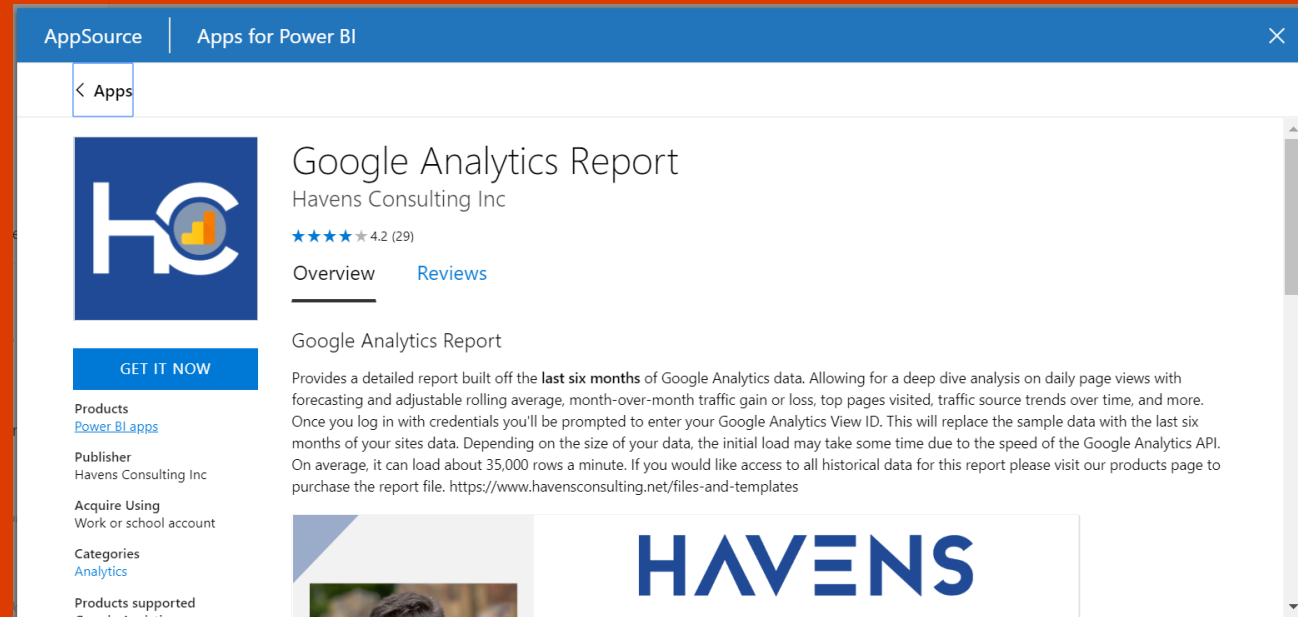 AppSource
Apps for Power BI
Apps
HC
Google Analytics Report
Havens Consulting Inc
4.2 (29)
Overview
Reviews
GET IT NOW
Products
Power BI apps
Publisher
Havens Consulting Inc
Acquire Using
Work or school account
Categories
Analytics
Products supported
Google Analytics Report
Provides a detailed report built off the last six months of Google Analytics data. Allowing for a deep dive analysis on daily page views with
forecasting and adjustable rolling average, month-over-month traffic gain or loss, top pages visited, traffic source trends over time, and more.
Once you log in with credentials you'll be prompted to enter your Google Analytics View ID. This will replace the sample data with the last six
months of your sites data. Depending on the size of your data, the initial load may take some time due to the speed of the Google Analytics API.
On average, it can load about 35,000 rows a minute. If you would like access to all historical data for this report please visit our products page to
purchase the report file. https://www.havensconsulting.net/files-and-templates
HAVENS